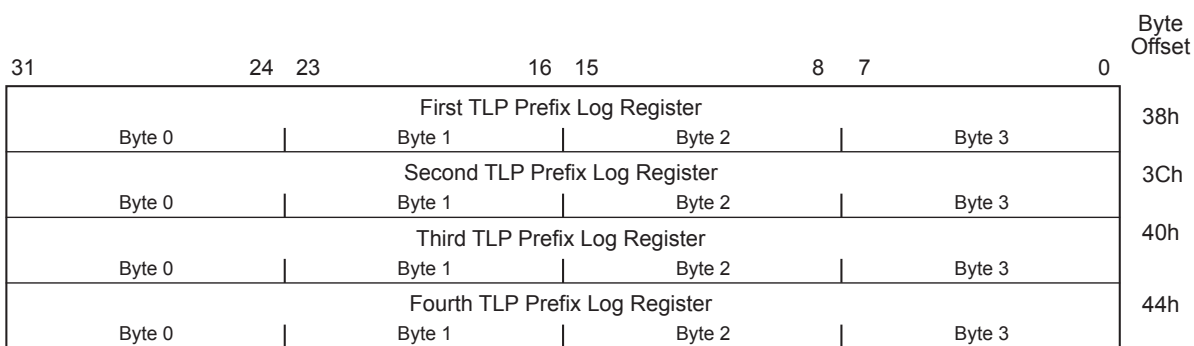 Byte
Offset
31 24 23 16 15 8 7 0
First TLP Prefix Log Register
38h
Byte 0 Byte 1 Byte 2 Byte 3
Second TLP Prefix Log Register
3Ch
Byte 0 Byte 1 Byte 2 Byte 3
Third TLP Prefix Log Register
40h
Byte 0 Byte 1 Byte 2 Byte 3
Fourth TLP Prefix Log Register
44h
Byte 0 Byte 1 Byte 2 Byte 3